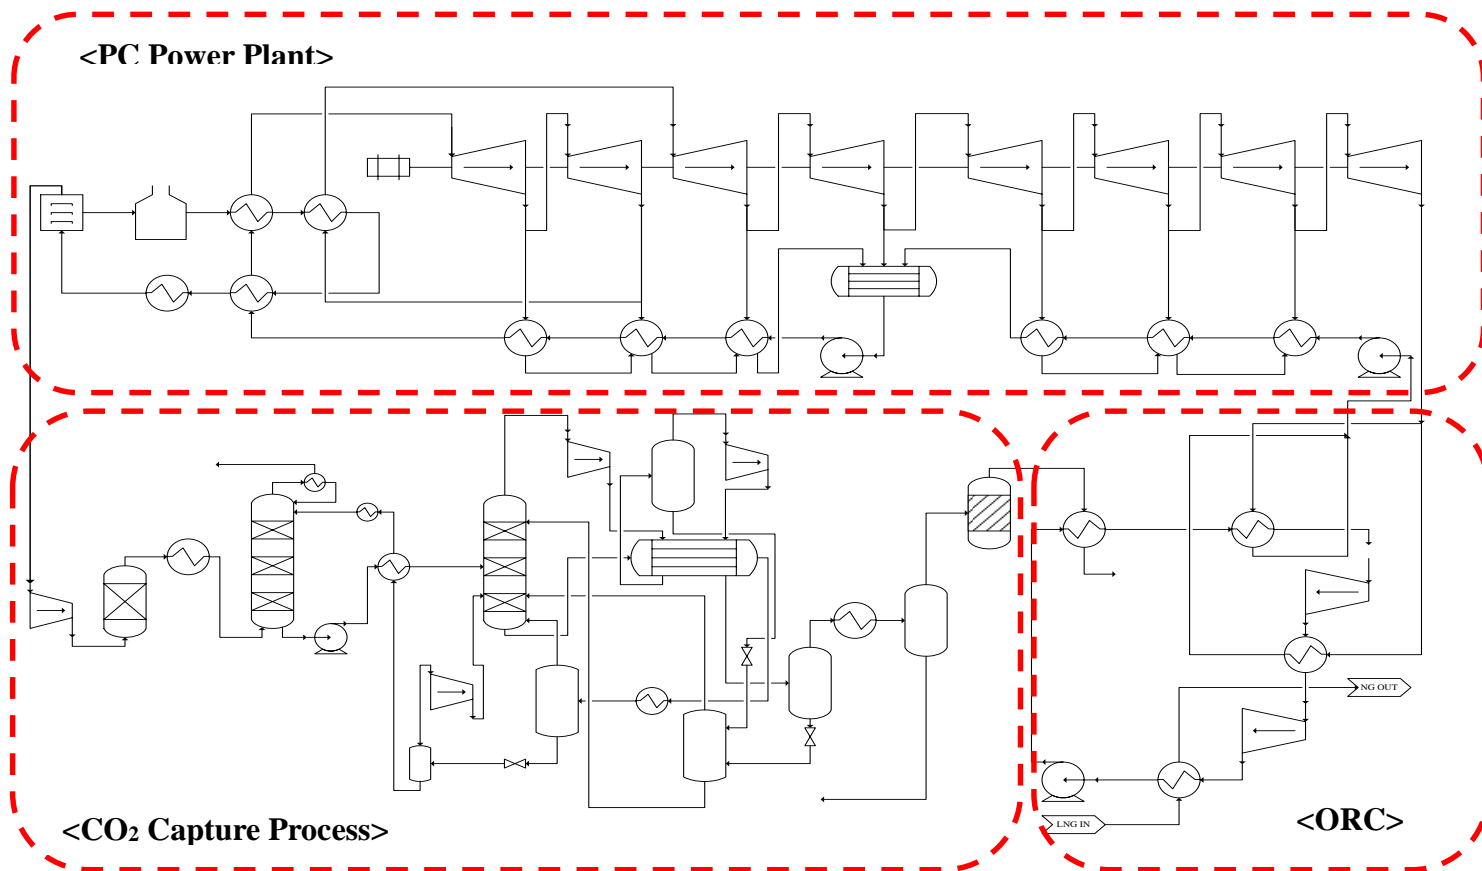 <PC Power Plant>
NG OUT
LNG IN
<CO₂ Capture Process>
<ORC>